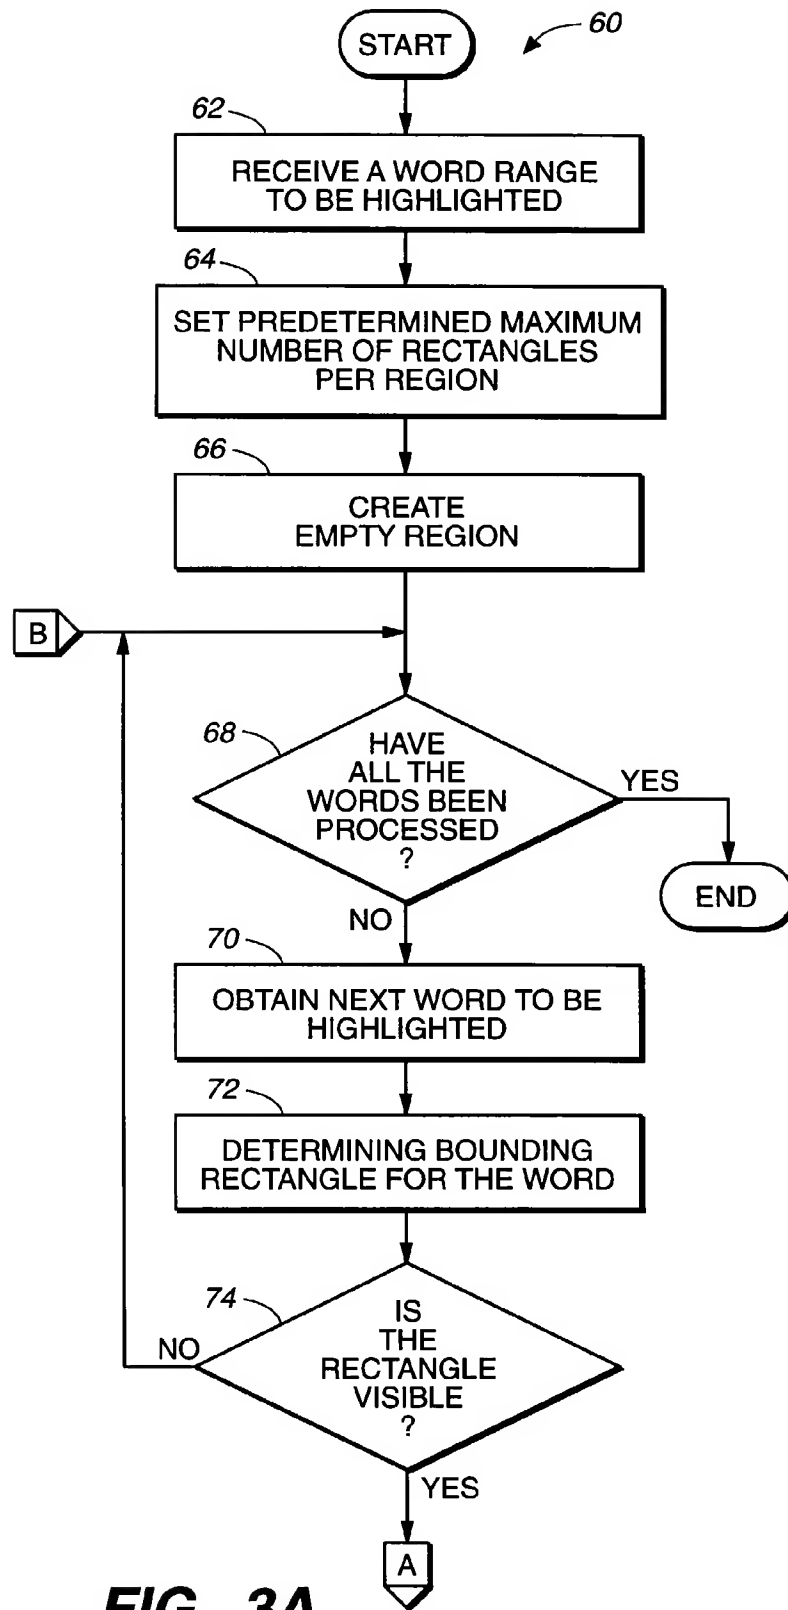 START
60
62
RECEIVE A WORD RANGE
TO BE HIGHLIGHTED
64
SET PREDETERMINED MAXIMUM
NUMBER OF RECTANGLES
PER REGION
66
CREATE
EMPTY REGION
B
68
HAVE
ALL THE
WORDS BEEN
PROCESSED
?
YES
END
NO
70
OBTAIN NEXT WORD TO BE
HIGHLIGHTED
72
DETERMINING BOUNDING
RECTANGLE FOR THE WORD
74
IS
THE
RECTANGLE
VISIBLE
?
NO
YES
A
FIG._3A